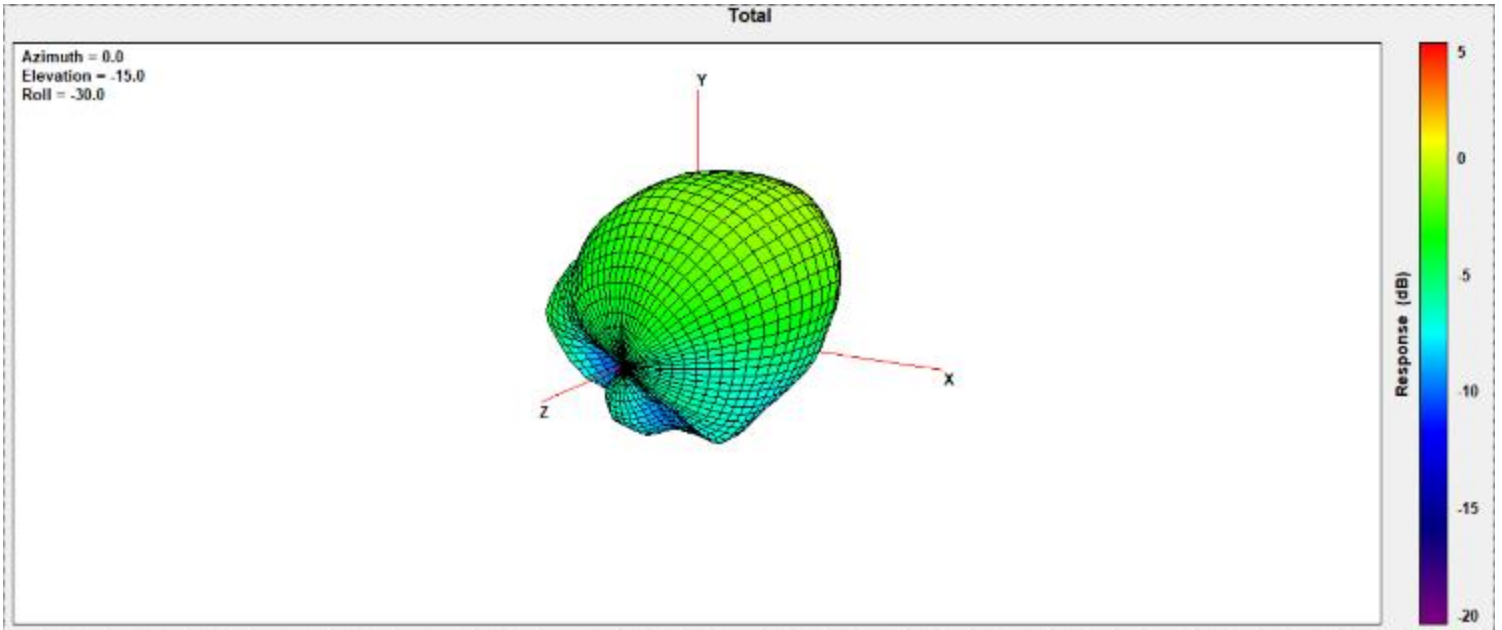 Total
Azimuth = 0.0
Elevation = -15.0
Roll = -30.0
Y
X
Z
5
0
-5
-10
-15
-20
Response (dB)